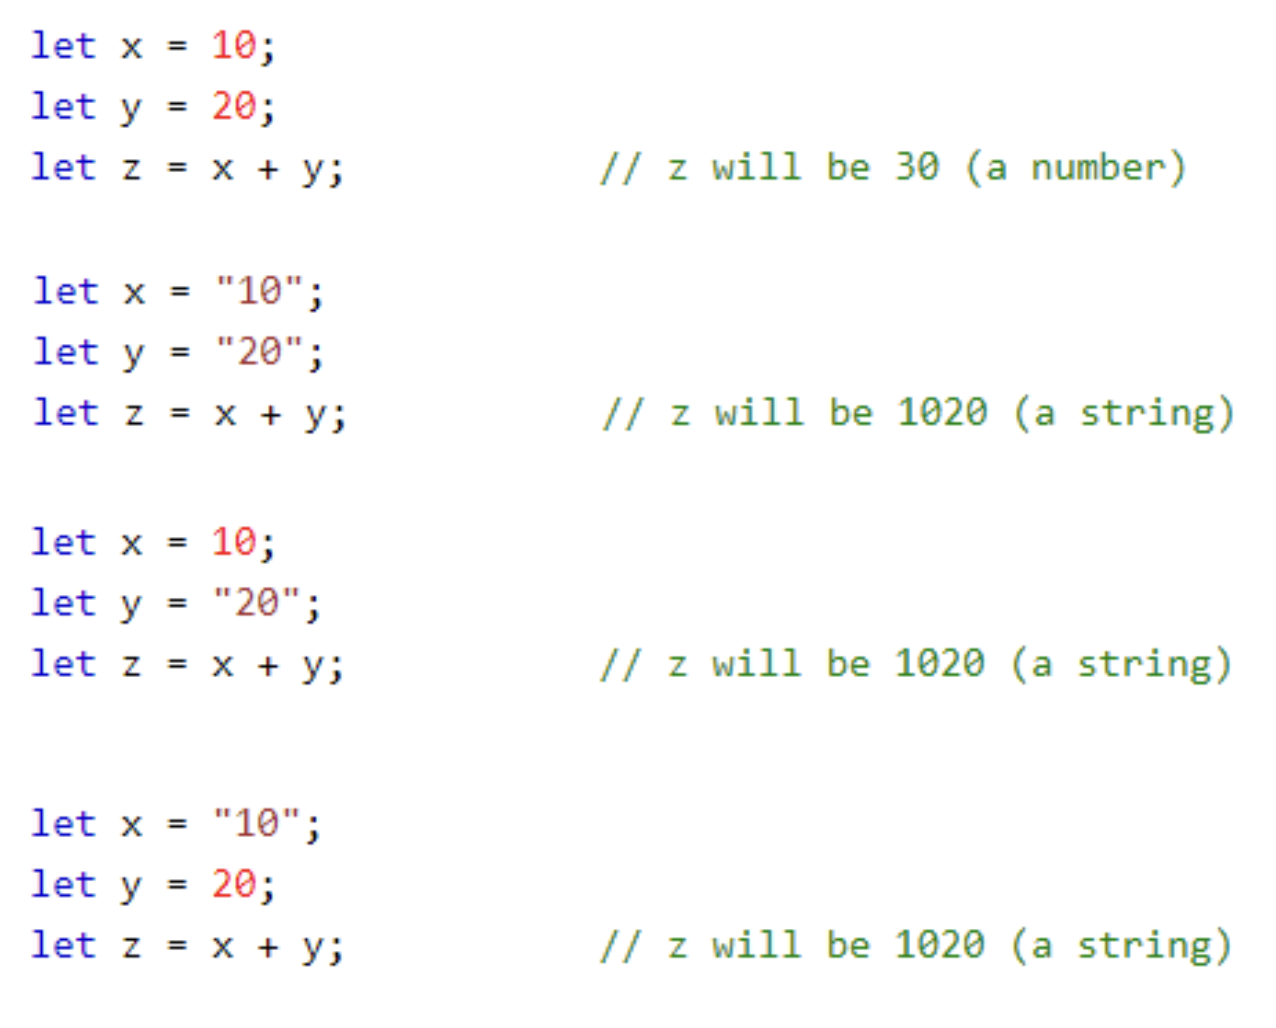 let x = 10;
let y = 20;
let z = x + y; // z will be 30 (a number)
let x = "10";
let y = "20";
let z = x + y; // z will be 1020 (a string)
let x = 10;
let y = "20";
let z = x + y; // z will be 1020 (a string)
let x = "10";
let y = 20;
let z = x + y; // z will be 1020 (a string)